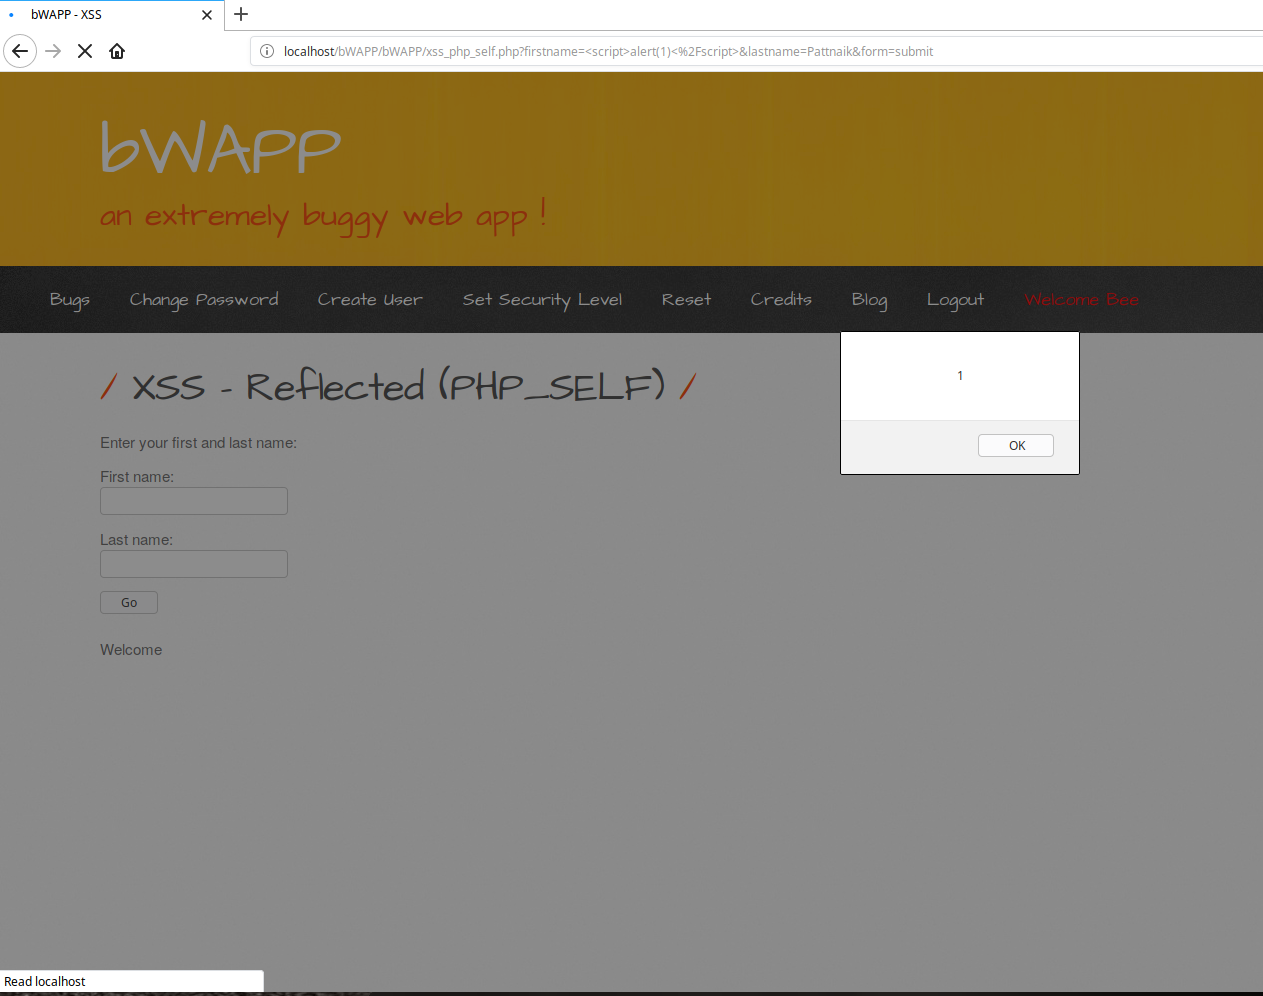 bWAPP - XSS
localhost/bWAPP/bWAPP/xss_php_self.php?firstname=<script>alert(1)<%2Fscript>&lastname=Pattnaik&form=submit
bWAPP
an extremely buggy web app !
Bugs Change Password Create User Set Security Level Reset Credits Blog Logout Welcome Bee
/ XSS - Reflected (PHP_SELF) /
1
OK
Enter your first and last name:
First name:
Last name:
Go
Welcome
Read localhost